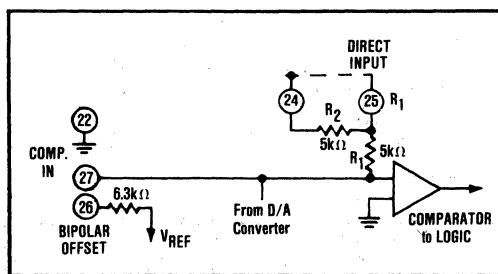 DIRECT
INPUT
24
25
R1
R2
5kΩ
5kΩ
R1
22
COMP.
IN
27
26
6.3kΩ
BIPOLAR
OFFSET
VREF
From D/A
Converter
COMPARATOR
to LOGIC